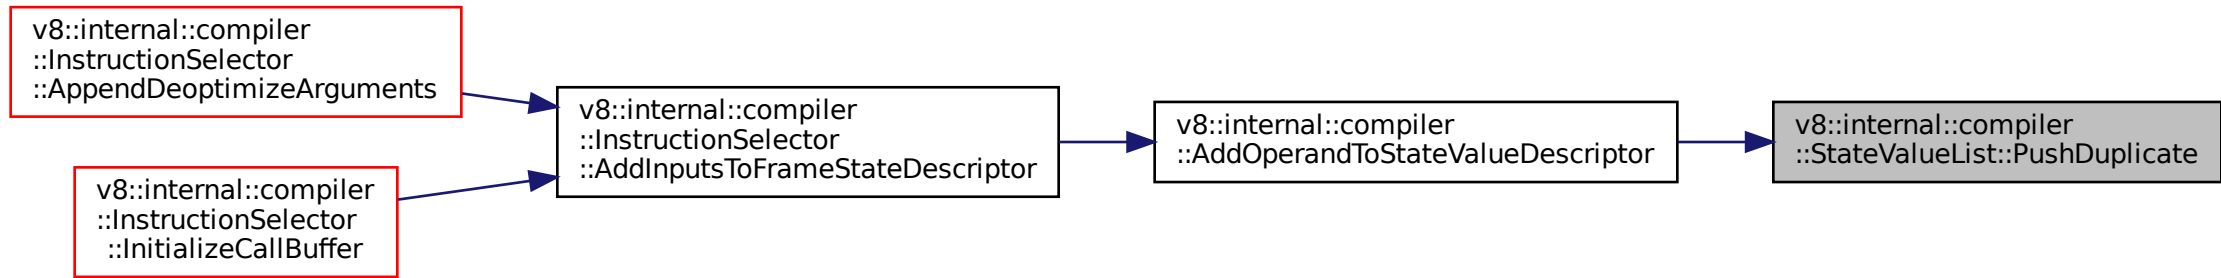 v8::internal::compiler
::InstructionSelector
::AppendDeoptimizeArguments
v8::internal::compiler
::InstructionSelector
::InitializeCallBuffer
v8::internal::compiler
::InstructionSelector
::AddInputsToFrameStateDescriptor
v8::internal::compiler
::AddOperandToStateValueDescriptor
v8::internal::compiler
::StateValueList::PushDuplicate